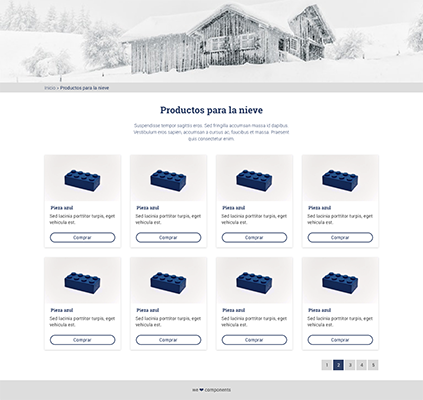 Inicio > Productos para la nieve
Productos para la nieve
Suspendisse tempor sagittis eros. Sed fringilla accumsan massa id dapibus.
Vestibulum eros sapien, accumsan a cursus ac, faucibus et massa. Praesent
quis consectetur enim.
Pieza azul
Sed lacinia porttitor turpis, eget
vehicula est.
Comprar
Pieza azul
Sed lacinia porttitor turpis, eget
vehicula est.
Comprar
Pieza azul
Sed lacinia porttitor turpis, eget
vehicula est.
Comprar
Pieza azul
Sed lacinia porttitor turpis, eget
vehicula est.
Comprar
Pieza azul
Sed lacinia porttitor turpis, eget
vehicula est.
Comprar
Pieza azul
Sed lacinia porttitor turpis, eget
vehicula est.
Comprar
Pieza azul
Sed lacinia porttitor turpis, eget
vehicula est.
Comprar
Pieza azul
Sed lacinia porttitor turpis, eget
vehicula est.
Comprar
1 2 3 4 5
we ❤ components